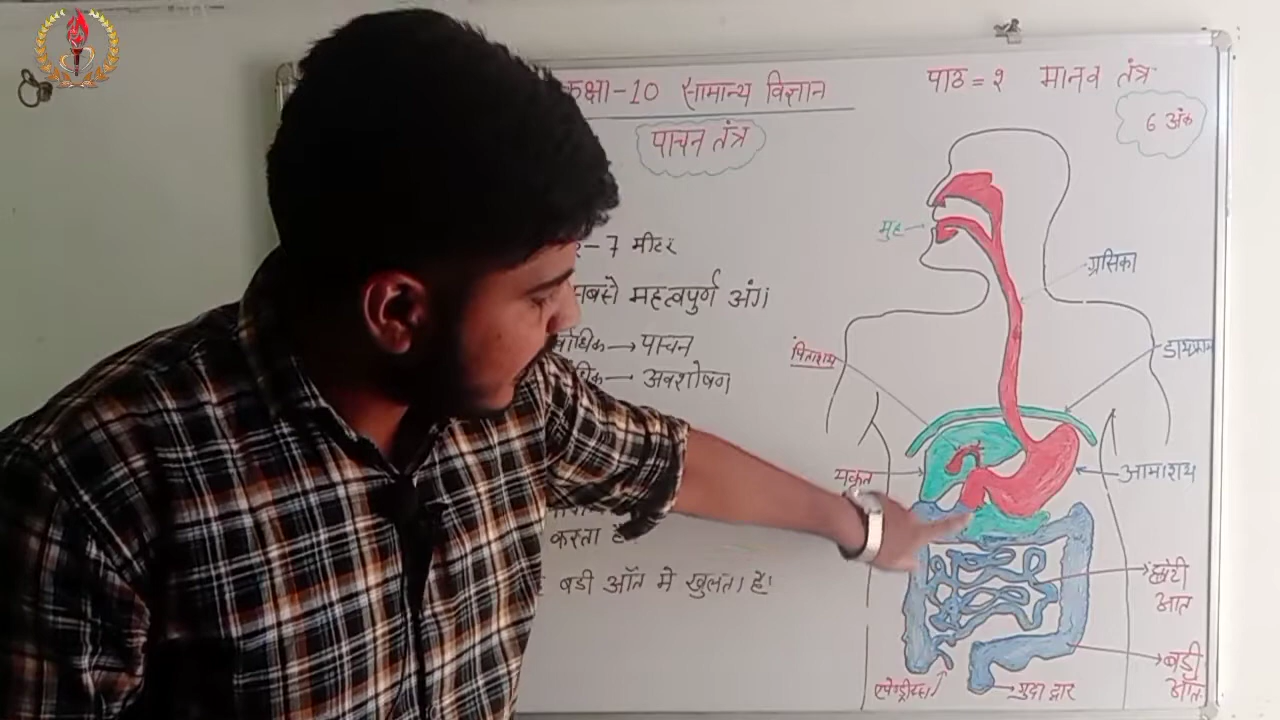 कक्षा-10 सामान्य विज्ञान
पाठ = २ मानव तंत्र
6 अंक
पाचन तंत्र
- 7 मीटर
सबसे महत्वपुर्ण अंग।
→ पाचन
→ अवशोषण
करता है
बडी ऑत मे खुलता है।
मुह
ग्रसिका
पिताशय
डायफ्राम
यकृत
आमाशय
छोटी
आत
बडी
ऑत
एपेन्ड्रीक्स
गुदा द्वार